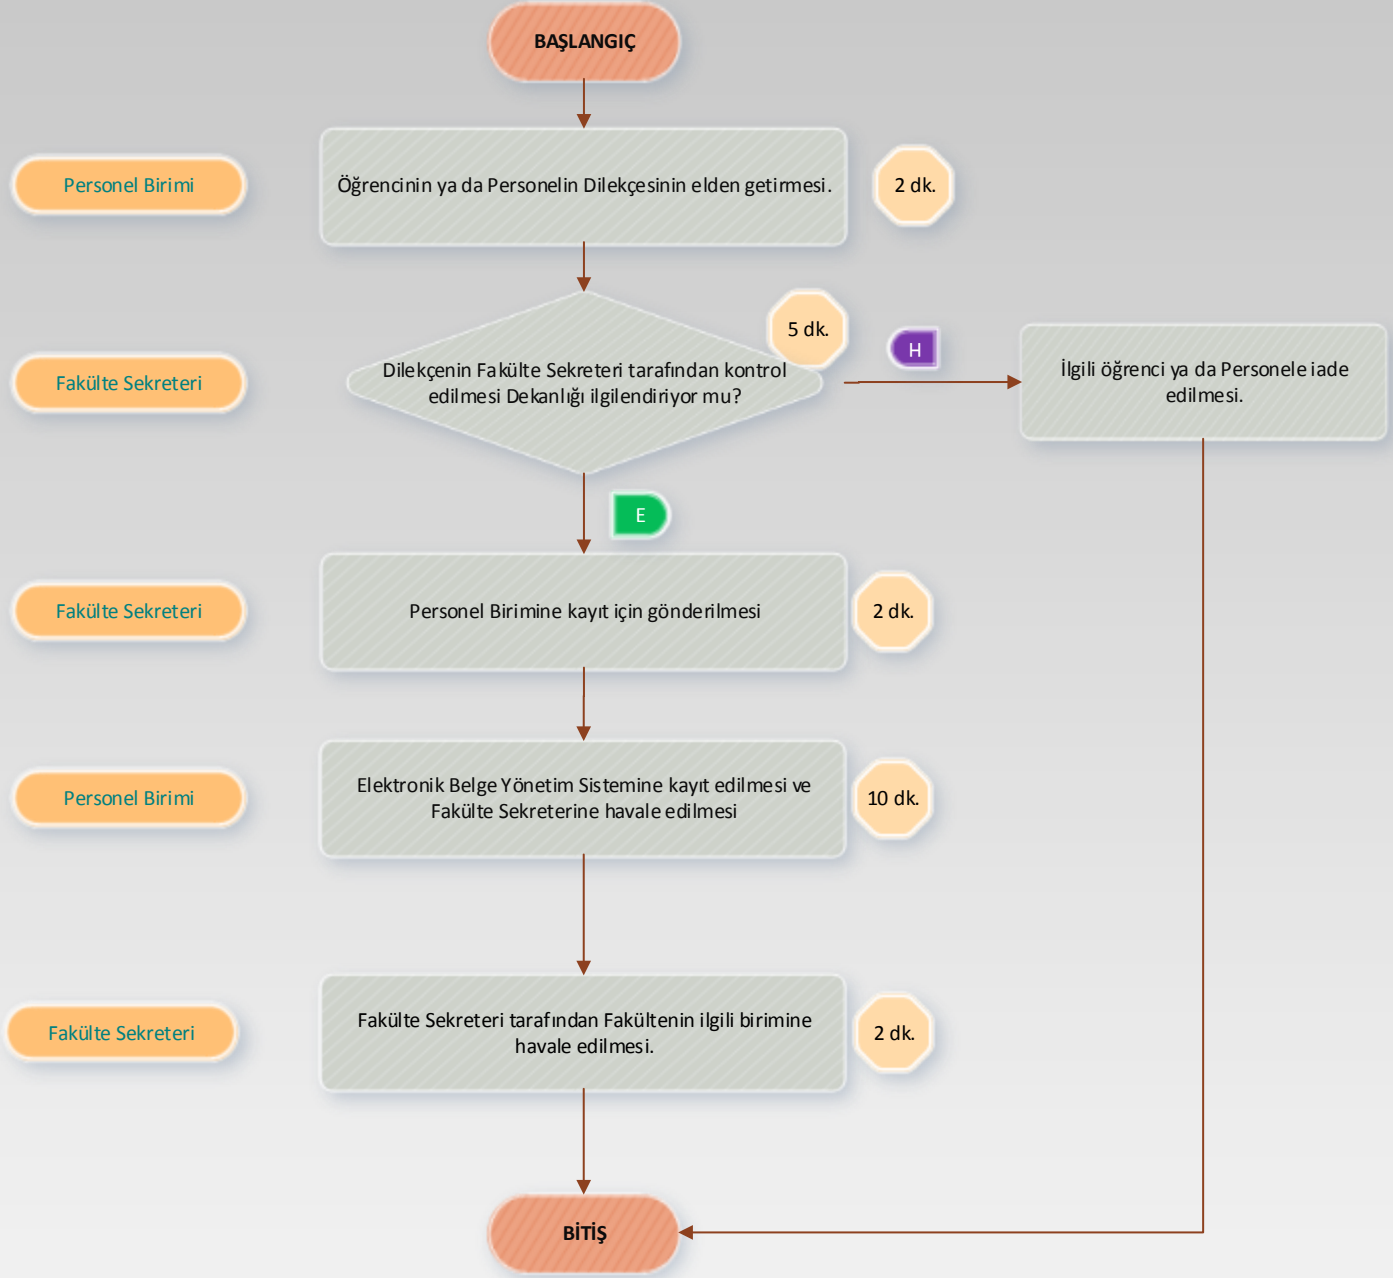 BAŞLANGIÇ
Personel Birimi
Öğrencinin ya da Personelin Dilekçesinin elden getirmesi.
2 dk.
Fakülte Sekreteri
Dilekçenin Fakülte Sekreteri tarafından kontrol
edilmesi Dekanlığı ilgilendiriyor mu?
5 dk.
H
İlgili öğrenci ya da Personele iade
edilmesi.
E
Fakülte Sekreteri
Personel Birimine kayıt için gönderilmesi
2 dk.
Personel Birimi
Elektronik Belge Yönetim Sistemine kayıt edilmesi ve
Fakülte Sekreterine havale edilmesi
10 dk.
Fakülte Sekreteri
Fakülte Sekreteri tarafından Fakültenin ilgili birimine
havale edilmesi.
2 dk.
BİTİŞ